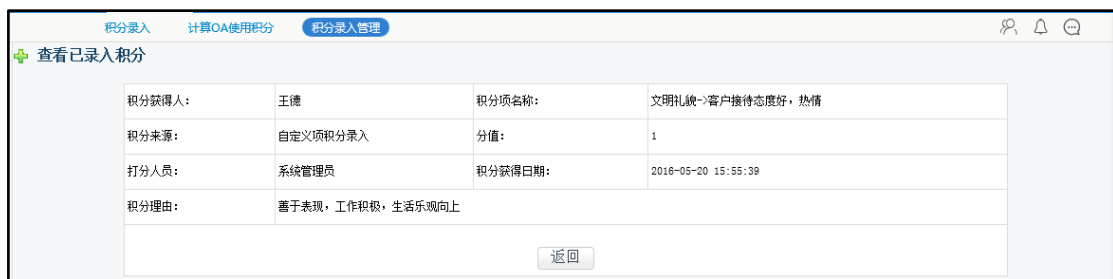 积分录入 计算OA使用积分 积分录入管理
查看已录入积分
积分获得人： 王德 积分项名称： 文明礼貌->客户接待态度好，热情
积分来源： 自定义项积分录入 分值： 1
打分人员： 系统管理员 积分获得日期： 2016-05-20 15:55:39
积分理由： 善于表现，工作积极，生活乐观向上
返回